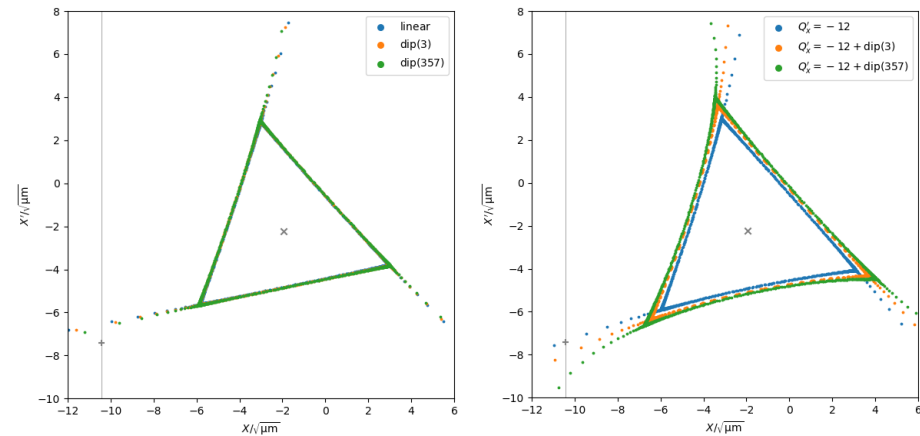 8
6
4
2
0
−2
−4
−6
−8
−10
−12 −10 −8 −6 −4 −2 0 2 4 6
X/√μm
X′/√μm
linear
dip(3)
dip(357)
8
6
4
2
0
−2
−4
−6
−8
−10
−12 −10 −8 −6 −4 −2 0 2 4 6
X/√μm
X′/√μm
Q′ₓ = −12
Q′ₓ = −12 + dip(3)
Q′ₓ = −12 + dip(357)